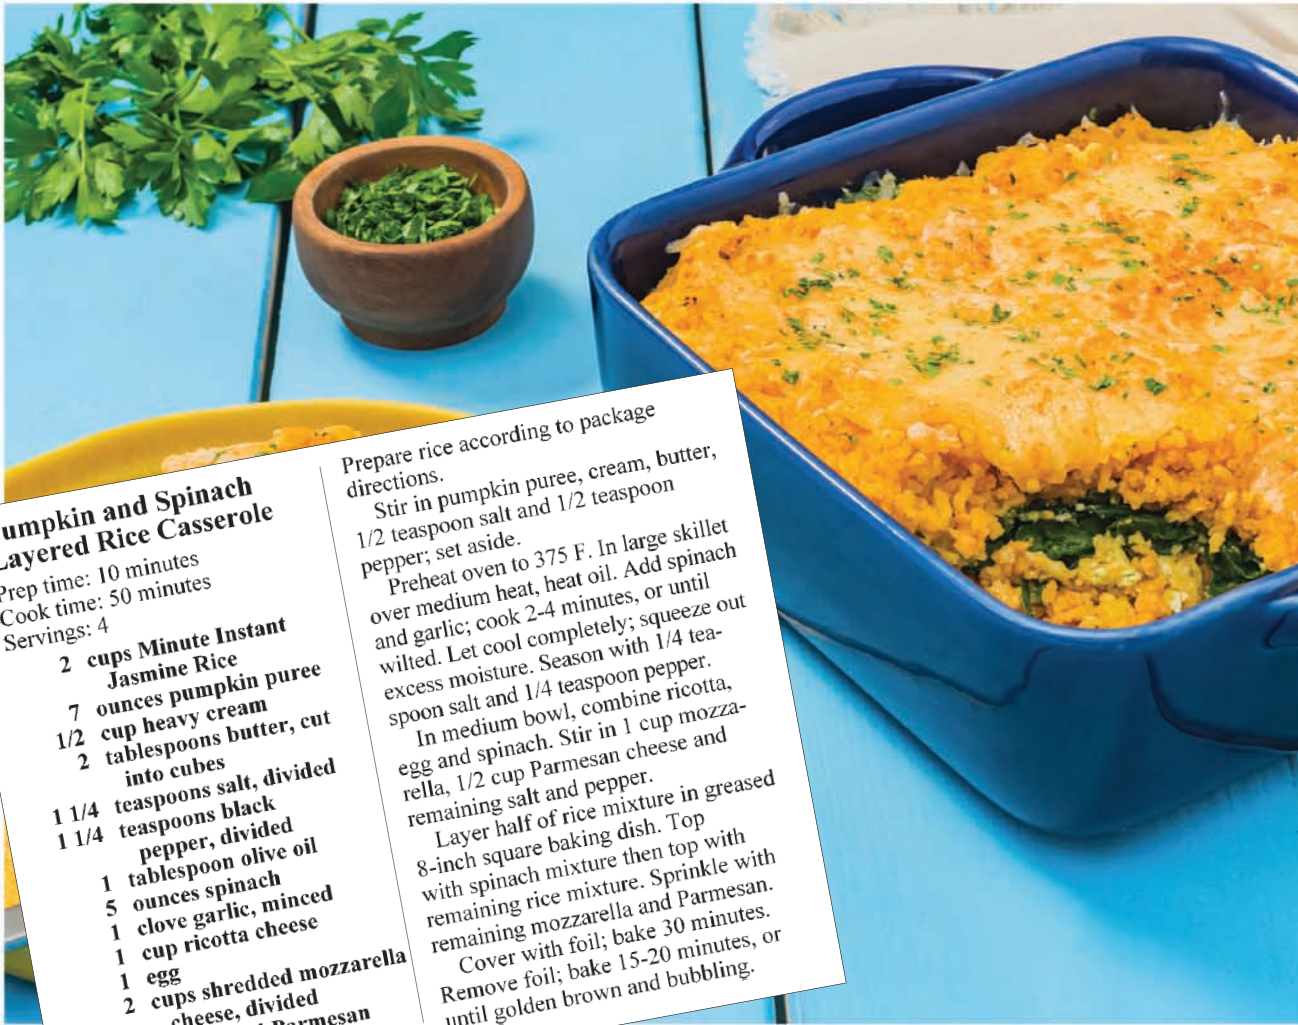 umpkin and Spinach
Layered Rice Casserole
Prep time: 10 minutes
Cook time: 50 minutes
Servings: 4
2 cups Minute Instant
Jasmine Rice
7 ounces pumpkin puree
1/2 cup heavy cream
2 tablespoons butter, cut
into cubes
1 1/4 teaspoons salt, divided
1 1/4 teaspoons black
pepper, divided
1 tablespoon olive oil
5 ounces spinach
1 clove garlic, minced
1 cup ricotta cheese
1 egg
2 cups shredded mozzarella
cheese, divided
Parmesan
Prepare rice according to package
directions.
Stir in pumpkin puree, cream, butter,
1/2 teaspoon salt and 1/2 teaspoon
pepper; set aside.
Preheat oven to 375 F. In large skillet
over medium heat, heat oil. Add spinach
and garlic; cook 2-4 minutes, or until
wilted. Let cool completely; squeeze out
excess moisture. Season with 1/4 tea-
spoon salt and 1/4 teaspoon pepper.
In medium bowl, combine ricotta,
egg and spinach. Stir in 1 cup mozza-
rella, 1/2 cup Parmesan cheese and
remaining salt and pepper.
Layer half of rice mixture in greased
8-inch square baking dish. Top
with spinach mixture then top with
remaining rice mixture. Sprinkle with
remaining mozzarella and Parmesan.
Cover with foil; bake 30 minutes.
Remove foil; bake 15-20 minutes, or
until golden brown and bubbling.